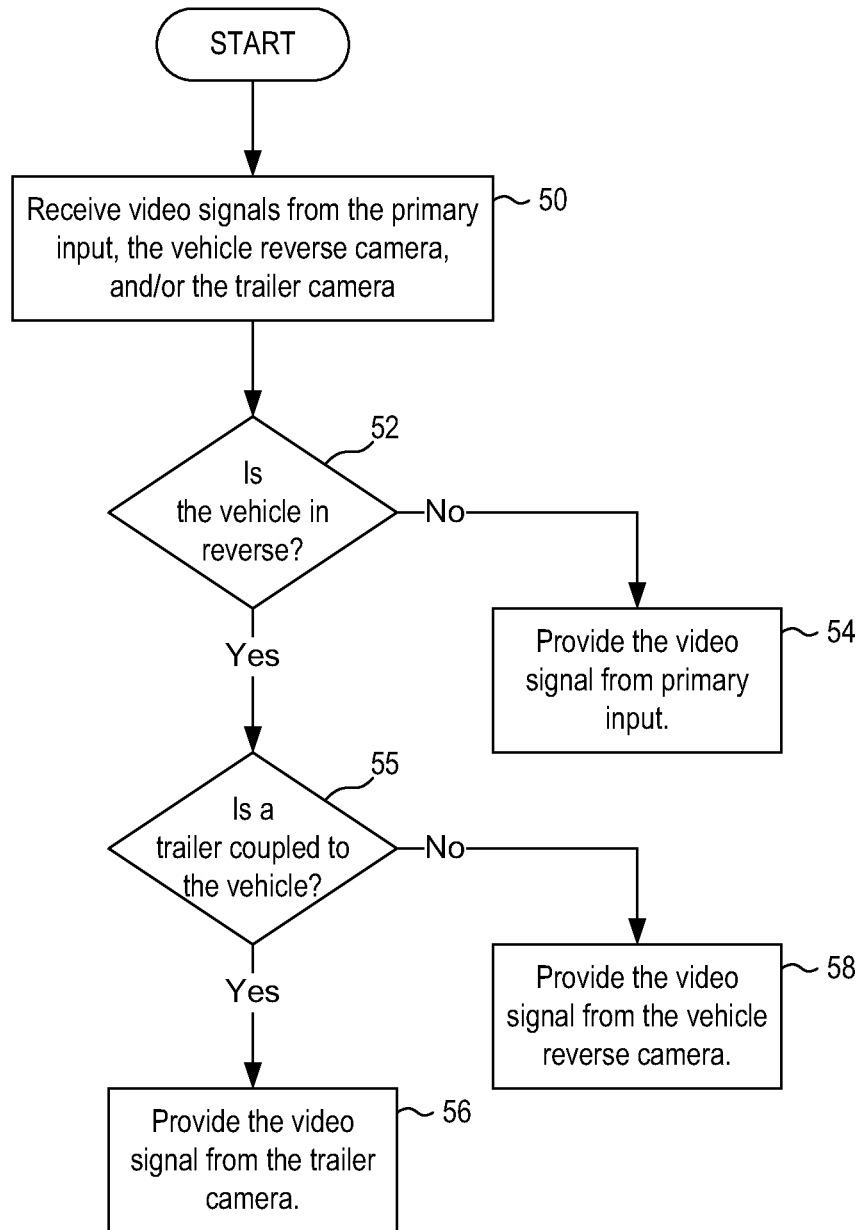 START
Receive video signals from the primary
input, the vehicle reverse camera,
and/or the trailer camera
50
52
Is
the vehicle in
reverse?
No
Yes
Provide the video
signal from primary
input.
54
55
Is a
trailer coupled to
the vehicle?
No
Yes
Provide the video
signal from the vehicle
reverse camera.
58
Provide the video
signal from the trailer
camera.
56